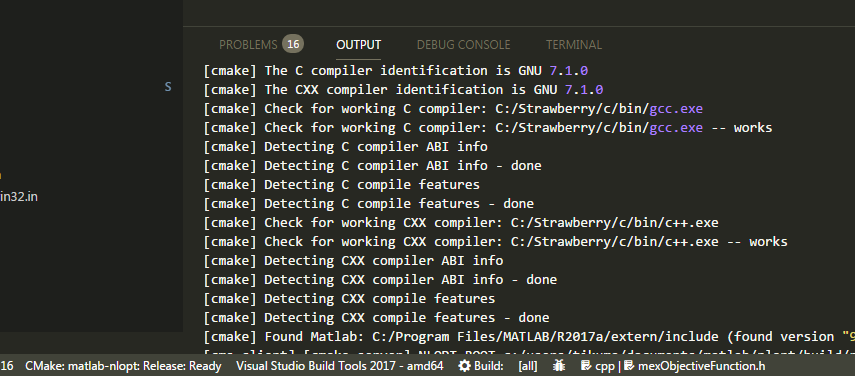 PROBLEMS 16 OUTPUT DEBUG CONSOLE TERMINAL
[cmake] The C compiler identification is GNU 7.1.0
[cmake] The CXX compiler identification is GNU 7.1.0
S
[cmake] Check for working C compiler: C:/Strawberry/c/bin/gcc.exe
[cmake] Check for working C compiler: C:/Strawberry/c/bin/gcc.exe -- works
[cmake] Detecting C compiler ABI info
[cmake] Detecting C compiler ABI info - done
[cmake] Detecting C compile features
in32.in
[cmake] Detecting C compile features - done
[cmake] Check for working CXX compiler: C:/Strawberry/c/bin/c++.exe
[cmake] Check for working CXX compiler: C:/Strawberry/c/bin/c++.exe -- works
[cmake] Detecting CXX compiler ABI info
[cmake] Detecting CXX compiler ABI info - done
[cmake] Detecting CXX compile features
[cmake] Detecting CXX compile features - done
[cmake] Found Matlab: C:/Program Files/MATLAB/R2017a/extern/include (found version "9
16 CMake: matlab-nlopt: Release: Ready Visual Studio Build Tools 2017 - amd64 Build: [all] cpp | mexObjectiveFunction.h